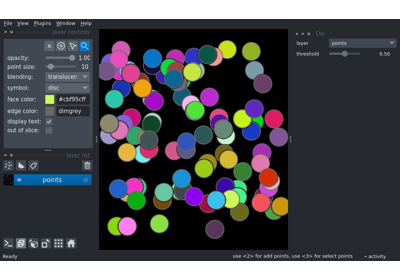 File View Plugins Window Help
layer controls
opacity: 1.00
point size: 10
blending: translucen
symbol: disc
face color: #cbf95cff
edge color: dimgrey
display text:
out of slice:
layer list
points
layer points
threshold 0.50
Ready use <2> for add points, use <3> for select points activity